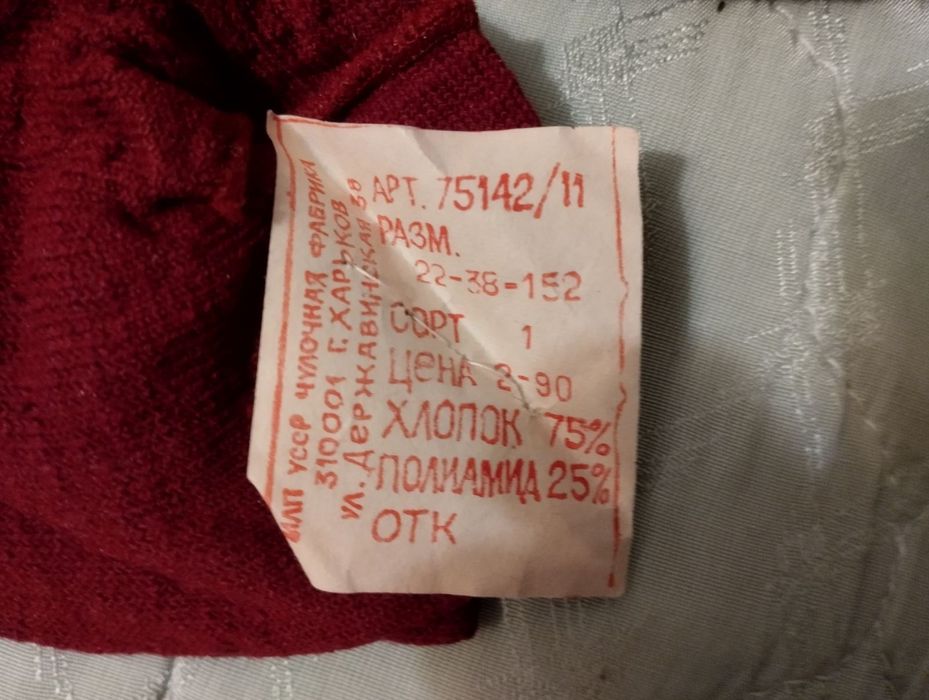 МЛП УССР ЧУЛОЧНАЯ ФАБРИКА
310001 Г. ХАРЬКОВ
УЛ. ДЕРЖАВИНСКАЯ 38
АРТ. 75142/11
РАЗМ.
22-38-152
СОРТ 1
ЦЕНА 2-90
ХЛОПОК 75%
ПОЛИАМИД 25%
ОТК